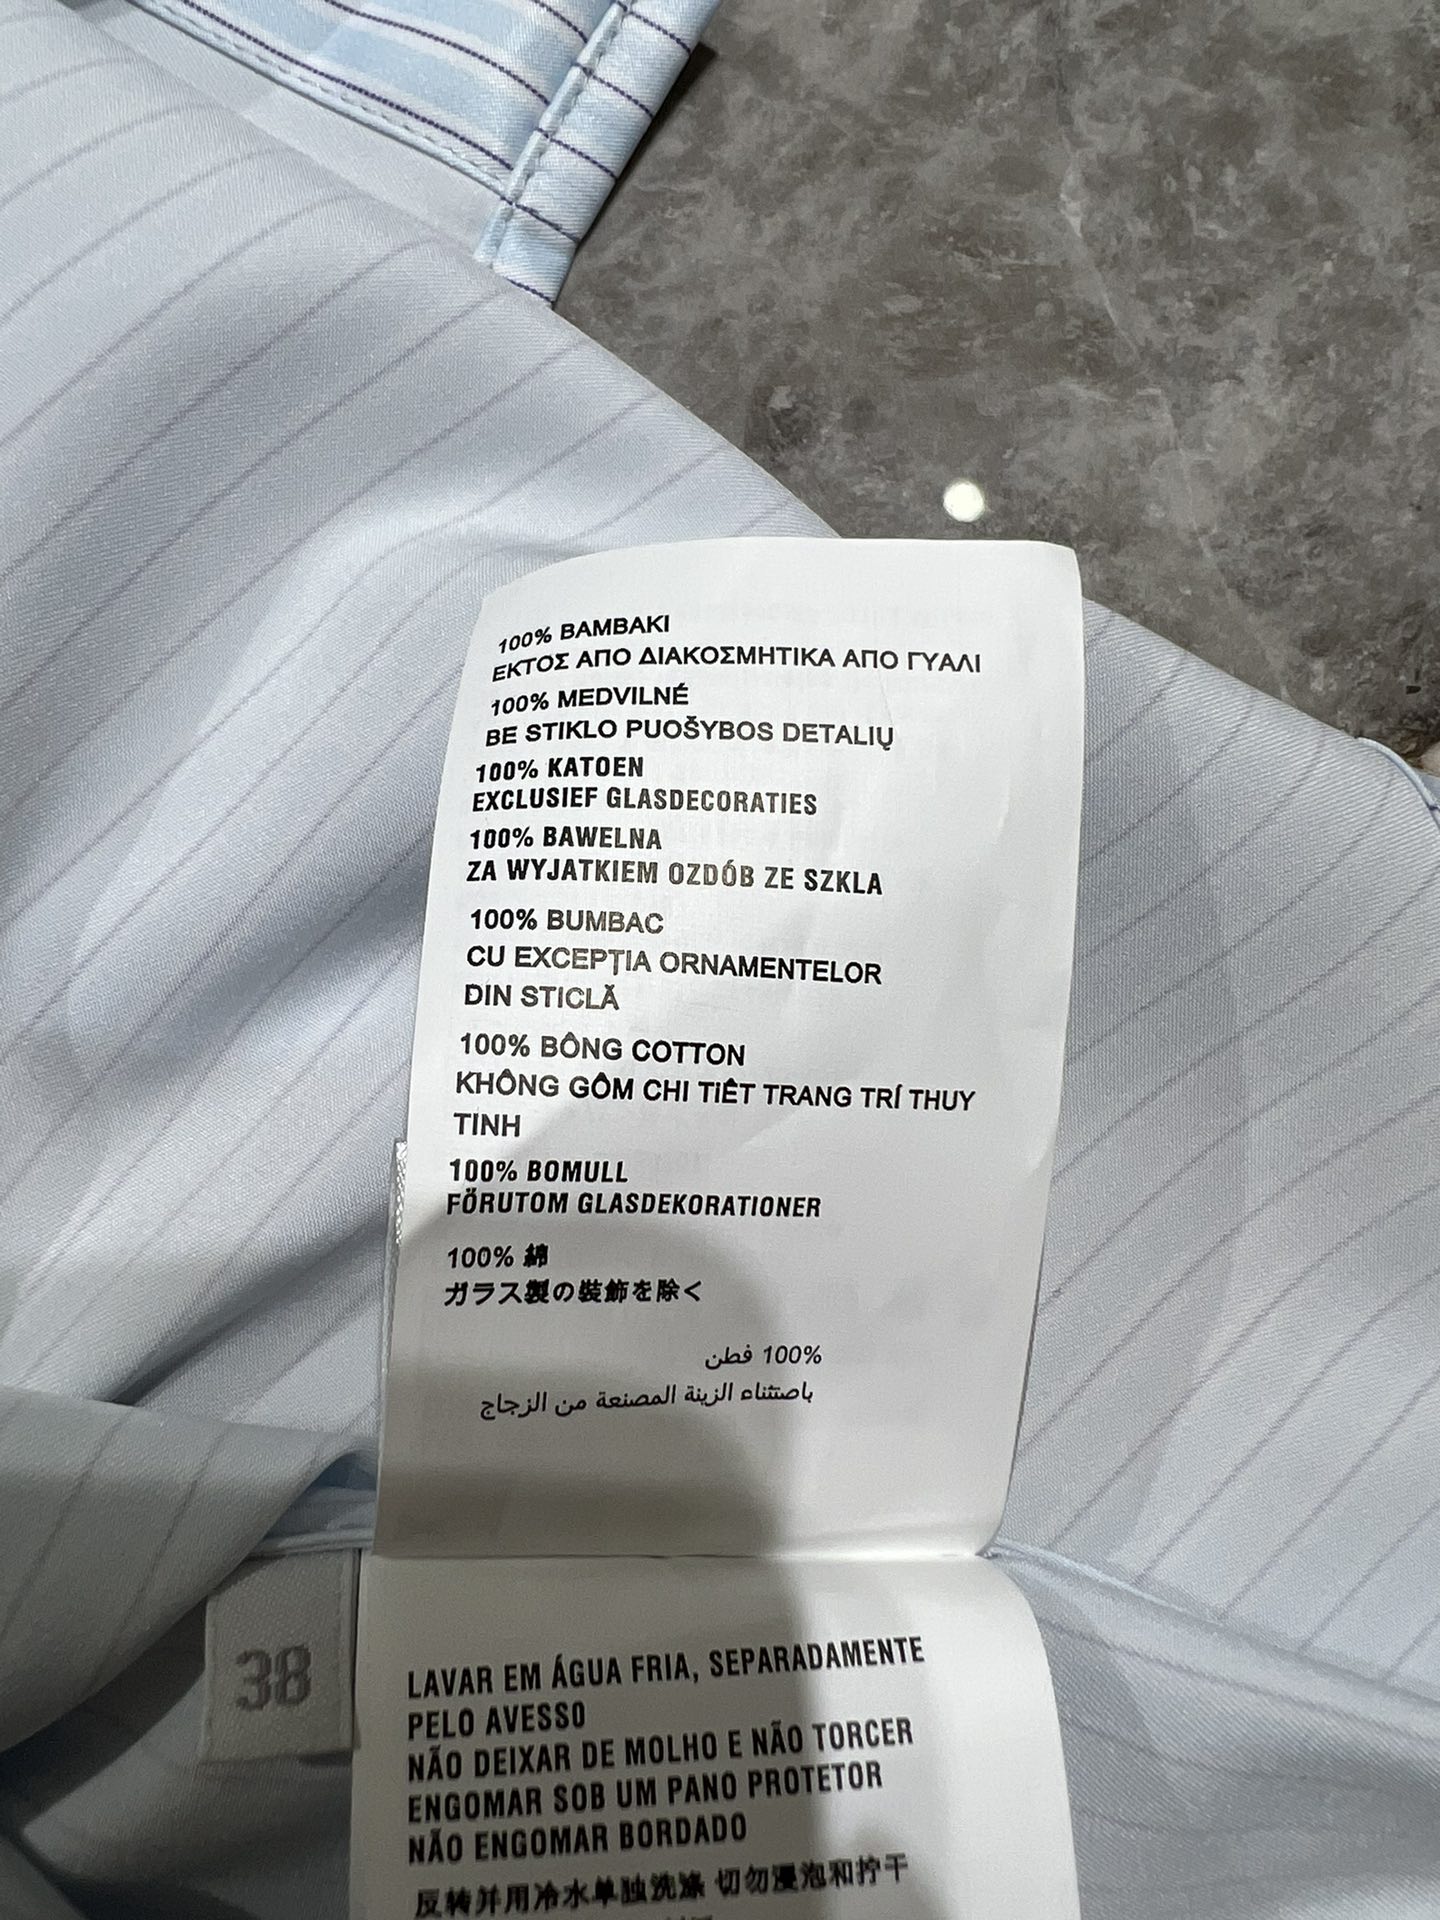 100% BAMBAKI
ΕΚΤΟΣ ΑΠΟ ΔΙΑΚΟΣΜΗΤΙΚΑ ΑΠΟ ΓΥΑΛΙ
100% MEDVILNÉ
BE STIKLO PUOŠYBOS DETALIŲ
100% KATOEN
EXCLUSIEF GLASDECORATIES
100% BAWELNA
ZA WYJATKIEM OZDÓB ZE SZKLA
100% BUMBAC
CU EXCEPŢIA ORNAMENTELOR
DIN STICLĂ
100% BÔNG COTTON
KHÔNG GÔM CHI TIÊT TRANG TRÍ THUY
TINH
100% BOMULL
FÖRUTOM GLASDEKORATIONER
100% 綿
ガラス製の装飾を除く
100% قطن
باصتثناء الزينة المصنعة من الزجاج
38
LAVAR EM ÁGUA FRIA, SEPARADAMENTE
PELO AVESSO
NÃO DEIXAR DE MOLHO E NÃO TORCER
ENGOMAR SOB UM PANO PROTETOR
NÃO ENGOMAR BORDADO
反转并用冷水单独洗涤 切勿浸泡和拧干